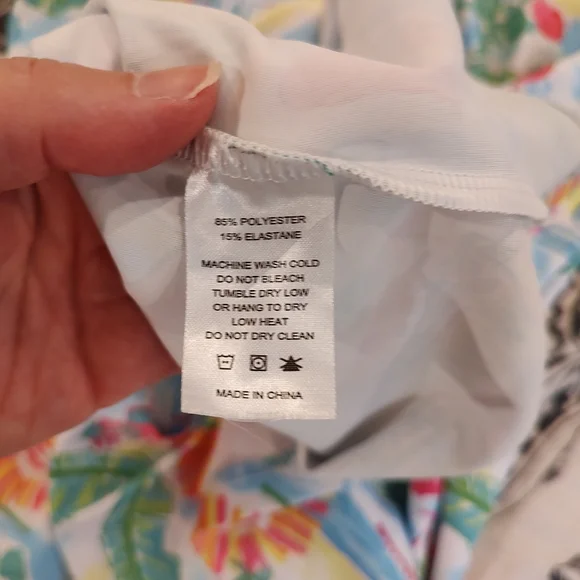 85% POLYESTER
15% ELASTANE
MACHINE WASH COLD
DO NOT BLEACH
TUMBLE DRY LOW
OR HANG TO DRY
LOW HEAT
DO NOT DRY CLEAN
MADE IN CHINA